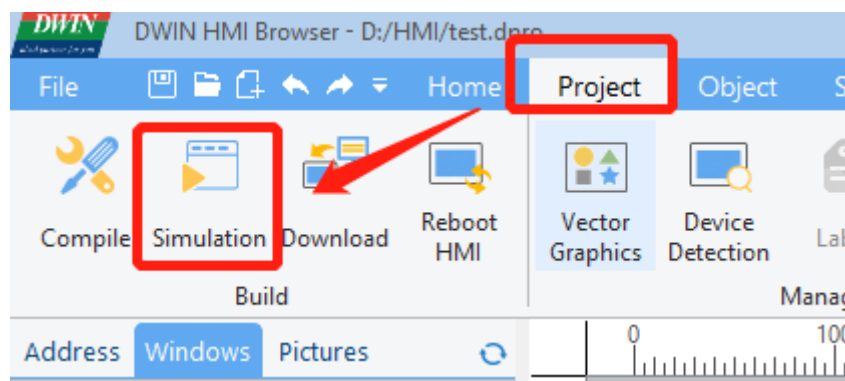 DWIN
DWIN HMI Browser - D:/HMI/test.dpro
File Home Project Object
Compile Simulation Download Reboot HMI Vector Graphics Device Detection
Build
Address Windows Pictures
0 100